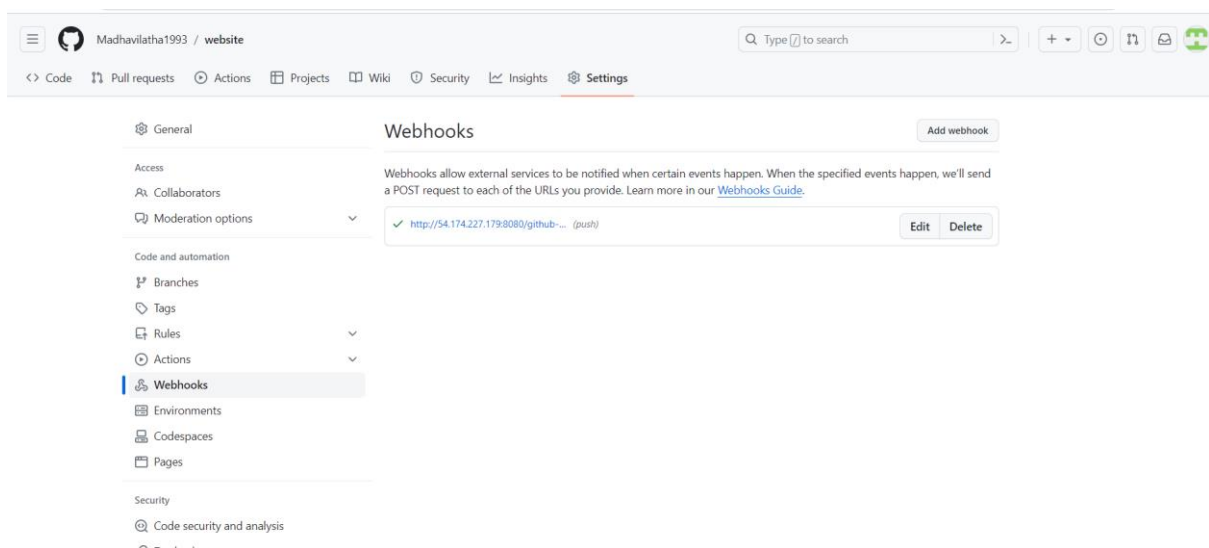 Madhavilatha1993 / website
Type / to search
Code Pull requests Actions Projects Wiki Security Insights Settings
General
Access
Collaborators
Moderation options
Code and automation
Branches
Tags
Rules
Actions
Webhooks
Environments
Codespaces
Pages
Security
Code security and analysis
Webhooks
Add webhook
Webhooks allow external services to be notified when certain events happen. When the specified events happen, we'll send
a POST request to each of the URLs you provide. Learn more in our Webhooks Guide.
http://54.174.227.179:8080/github-... (push)
Edit Delete